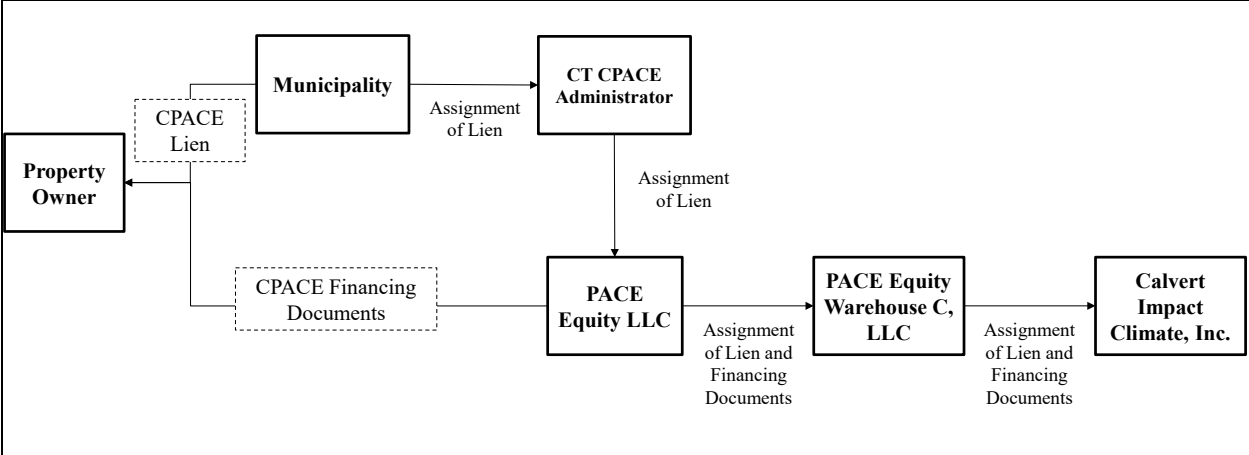 Municipality
CT CPACE
Administrator
Assignment
of Lien
CPACE
Lien
Property
Owner
Assignment
of Lien
CPACE Financing
Documents
PACE
Equity LLC
Assignment
of Lien and
Financing
Documents
PACE Equity
Warehouse C,
LLC
Assignment
of Lien and
Financing
Documents
Calvert
Impact
Climate, Inc.